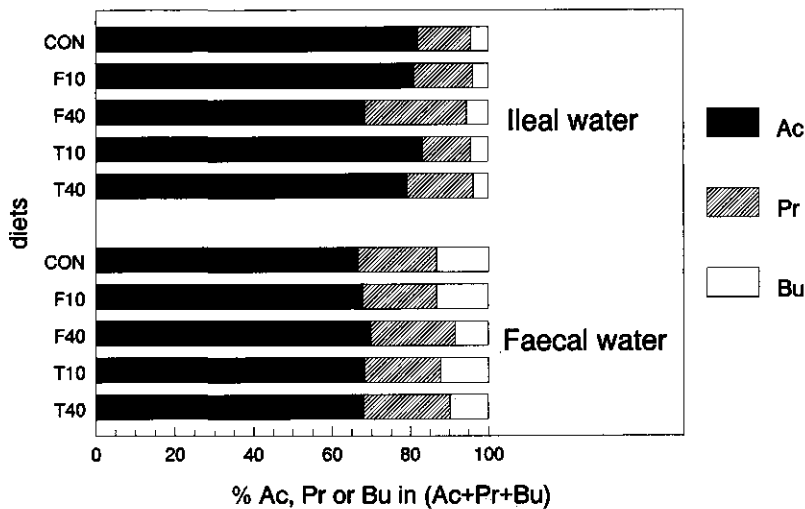 CON
F10
F40
T10
T40
Ileal water
CON
F10
F40
T10
T40
Faecal water
diets
0 20 40 60 80 100
% Ac, Pr or Bu in (Ac+Pr+Bu)
Ac
Pr
Bu